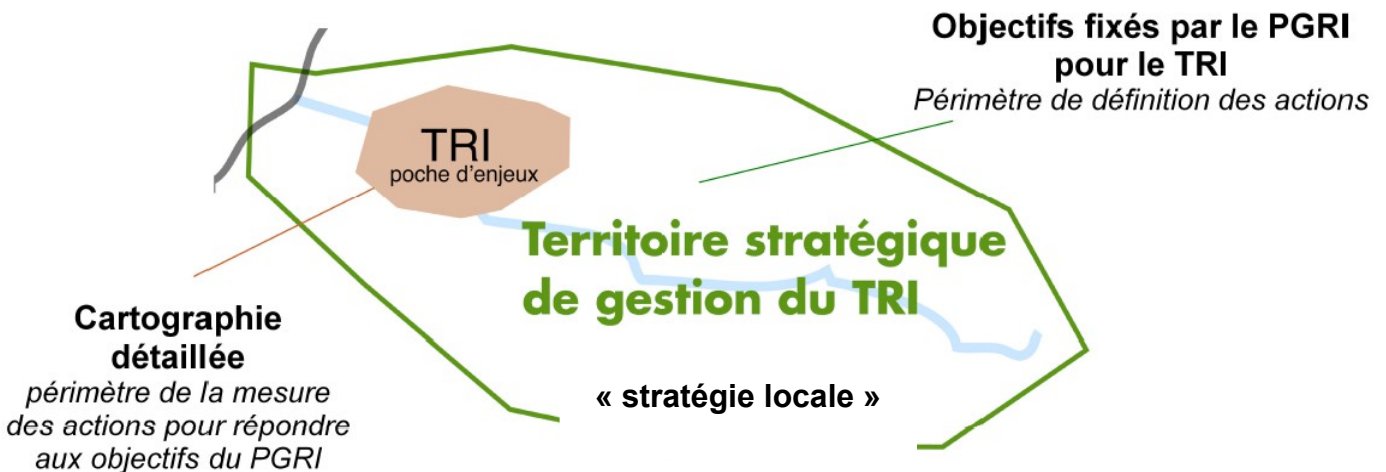 Objectifs fixés par le PGRI
pour le TRI
Périmètre de définition des actions
TRI
poche d'enjeux
Territoire stratégique
de gestion du TRI
Cartographie
détaillée
périmètre de la mesure
des actions pour répondre
aux objectifs du PGRI
« stratégie locale »